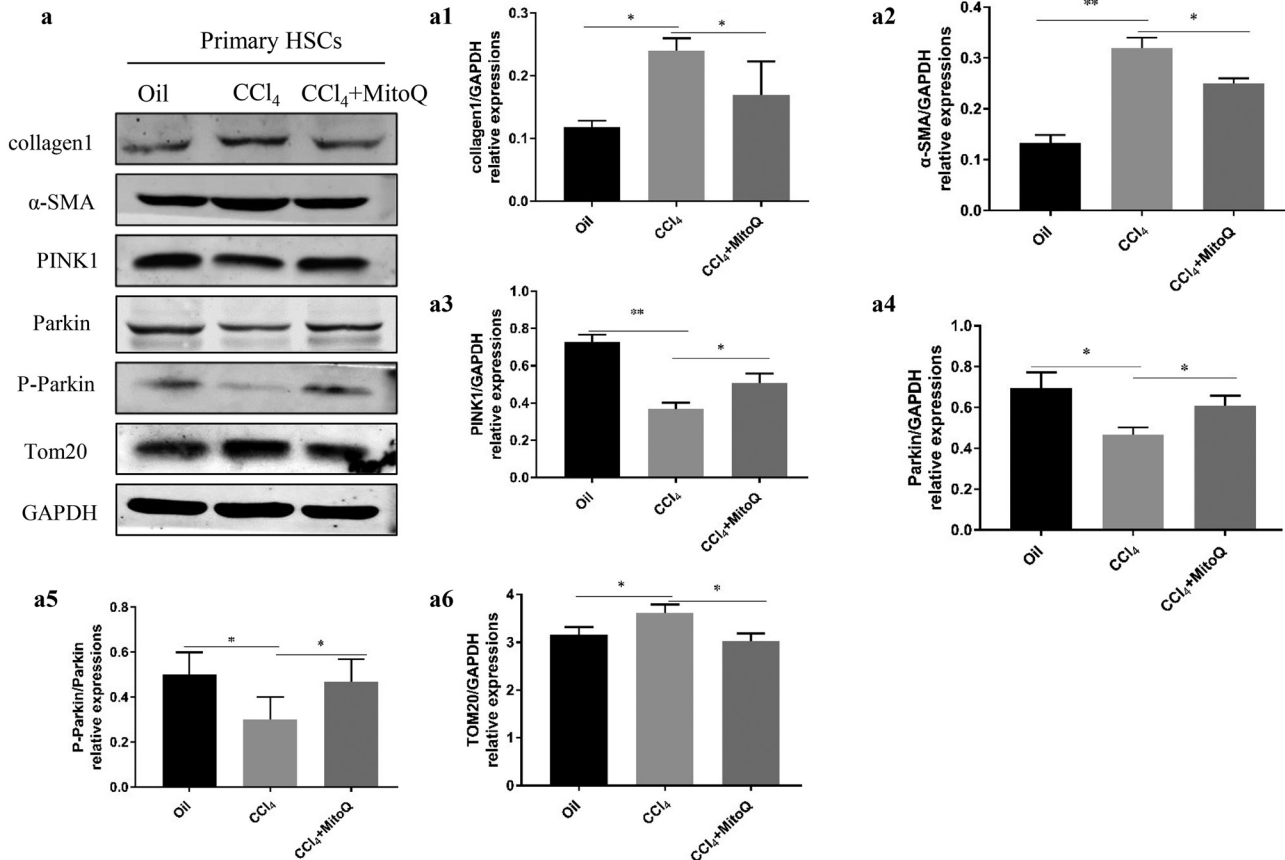 a
Primary HSCs
Oil CCl₄ CCl₄+MitoQ
collagen1
α-SMA
PINK1
Parkin
P-Parkin
Tom20
GAPDH
a1
collagen1/GAPDH
relative expressions
0.3
0.2
0.1
0.0
* *
Oil CCl₄ CCl₄+MitoQ
a2
α-SMA/GAPDH
relative expressions
0.4
0.3
0.2
0.1
0.0
** *
Oil CCl₄ CCl₄+MitoQ
a3
PINK1/GAPDH
relative expressions
1.0
0.8
0.6
0.4
0.2
0.0
** *
Oil CCl₄ CCl₄+MitoQ
a4
Parkin/GAPDH
relative expressions
1.0
0.8
0.6
0.4
0.2
0.0
* *
Oil CCl₄ CCl₄+MitoQ
a5
P-Parkin/Parkin
relative expressions
0.8
0.6
0.4
0.2
0.0
* *
Oil CCl₄ CCl₄+MitoQ
a6
TOM20/GAPDH
relative expressions
4
3
2
1
0
* *
Oil CCl₄ CCl₄+MitoQ